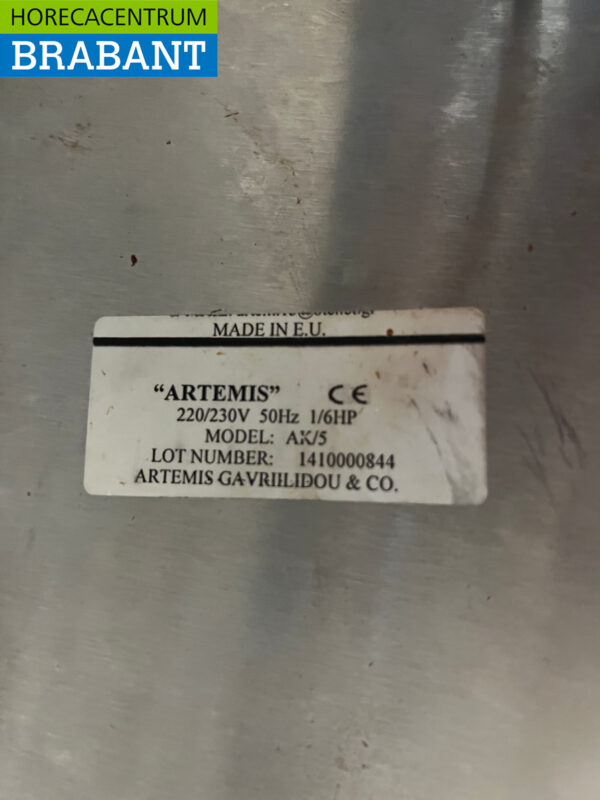 HORECACENTRUM
BRABANT
MADE IN E.U.
“ARTEMIS” CE
220/230V 50Hz 1/6HP
MODEL: AK/5
LOT NUMBER: 1410000844
ARTEMIS GAVRIILIDOU & CO.